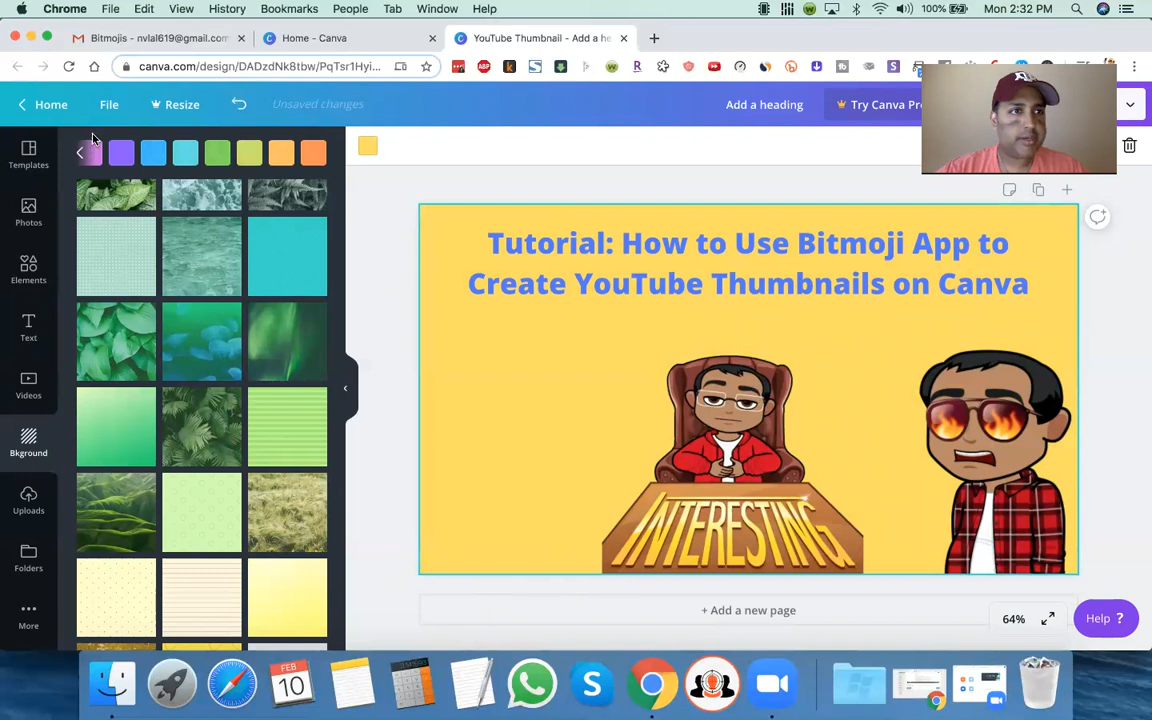 Chrome File Edit View History Bookmarks People Tab Window Help
100% Mon 2:32 PM
Bitmojis - nvlal619@gmail.com
Home - Canva
YouTube Thumbnail - Add a he
canva.com/design/DADzdNk8tbw/PqTsr1Hyi...
Home File Resize Unsaved changes Add a heading Try Canva Pr
Templates
Photos
Elements
Text
Videos
Bkground
Uploads
Folders
More
Tutorial: How to Use Bitmoji App to
Create YouTube Thumbnails on Canva
INTERESTING
+ Add a new page
64%
Help ?
FEB
10